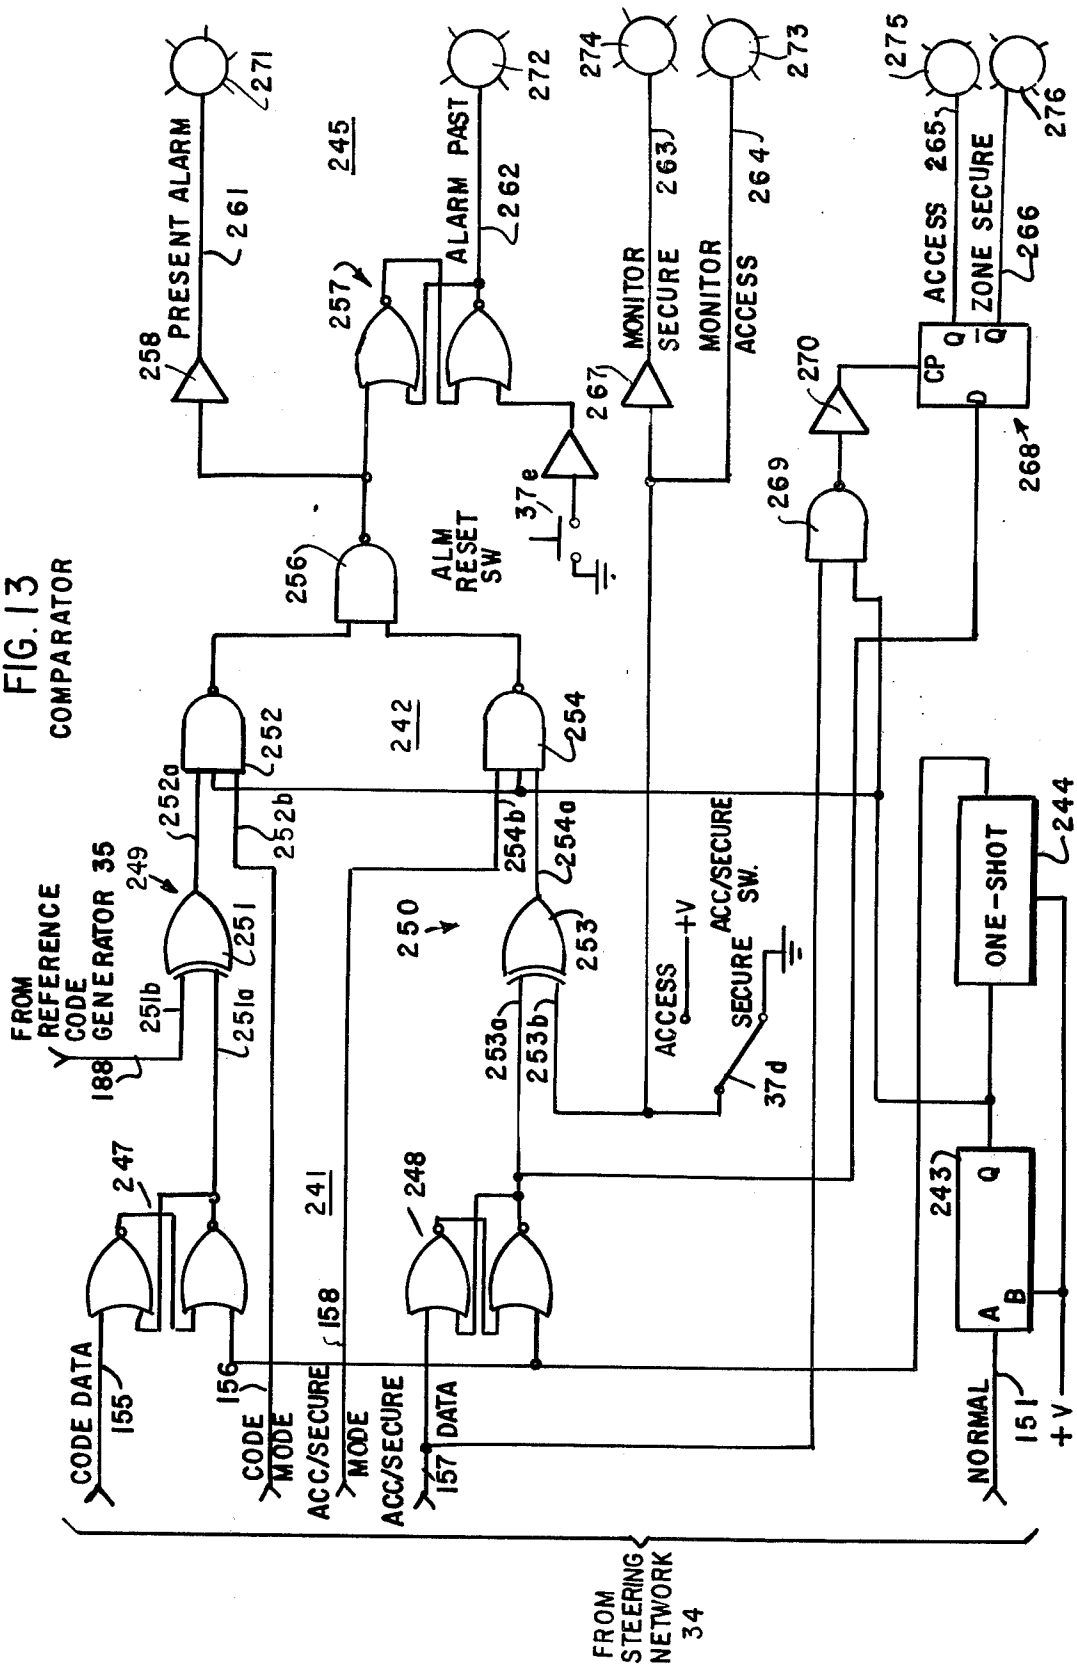 FIG. 13
COMPARATOR
FROM
REFERENCE
CODE
GENERATOR 35
188
FROM
STEERING
NETWORK
34
CODE DATA
155
247
251b
251a
249
251
252a
252b
252
156
CODE
MODE
241
242
245
256
258
PRESENT ALARM
261
271
257
ALARM PAST
262
272
ALM
RESET
SW
37e
ACC/SECURE
MODE
158
ACC/SECURE
DATA
157
248
250
253a
253b
253
254b
254a
254
ACCESS
+V
SECURE
ACC/SECURE
SW.
37d
267
MONITOR
SECURE
263
274
MONITOR
ACCESS
264
273
269
270
CP
Q
Q̅
D
268
ACCESS 265
275
ZONE SECURE
266
276
NORMAL
151
+V
243
A
B
Q
ONE-SHOT
244